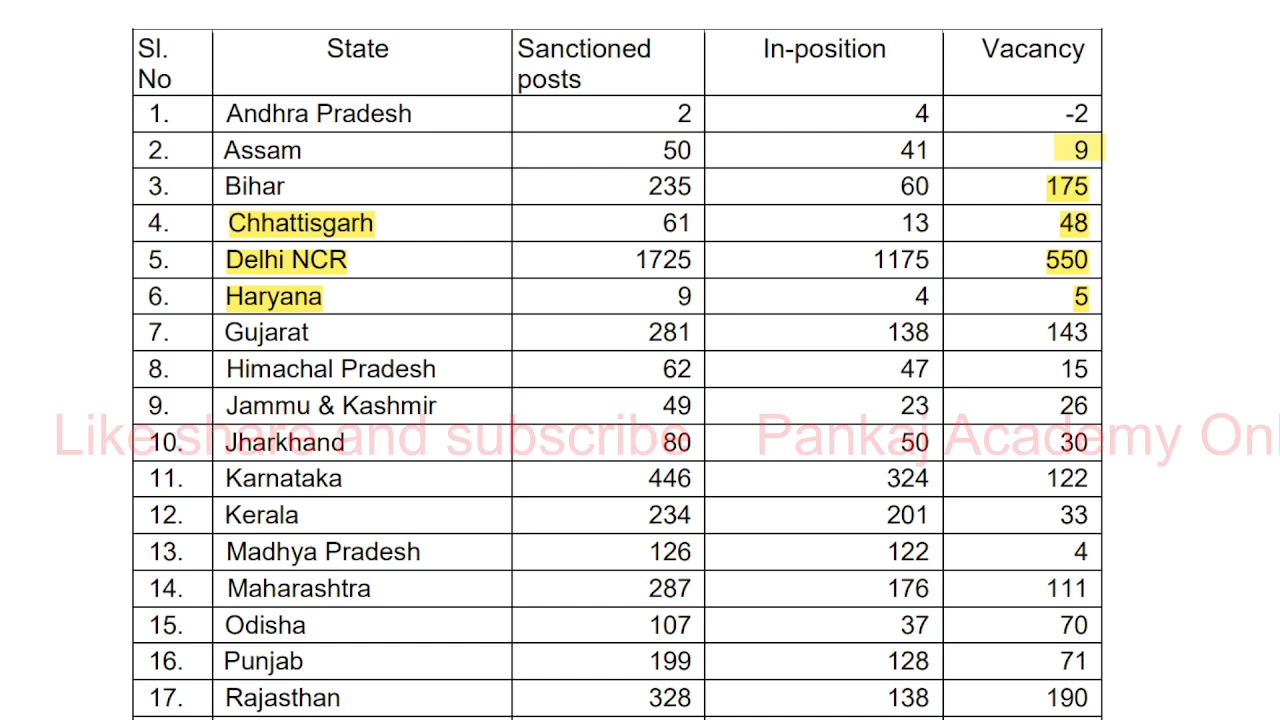 Sl. No State Sanctioned posts In-position Vacancy
1. Andhra Pradesh 2 4 -2
2. Assam 50 41 9
3. Bihar 235 60 175
4. Chhattisgarh 61 13 48
5. Delhi NCR 1725 1175 550
6. Haryana 9 4 5
7. Gujarat 281 138 143
8. Himachal Pradesh 62 47 15
9. Jammu & Kashmir 49 23 26
10. Jharkhand 80 50 30
Like share and subscribe Pankaj Academy Onl
11. Karnataka 446 324 122
12. Kerala 234 201 33
13. Madhya Pradesh 126 122 4
14. Maharashtra 287 176 111
15. Odisha 107 37 70
16. Punjab 199 128 71
17. Rajasthan 328 138 190